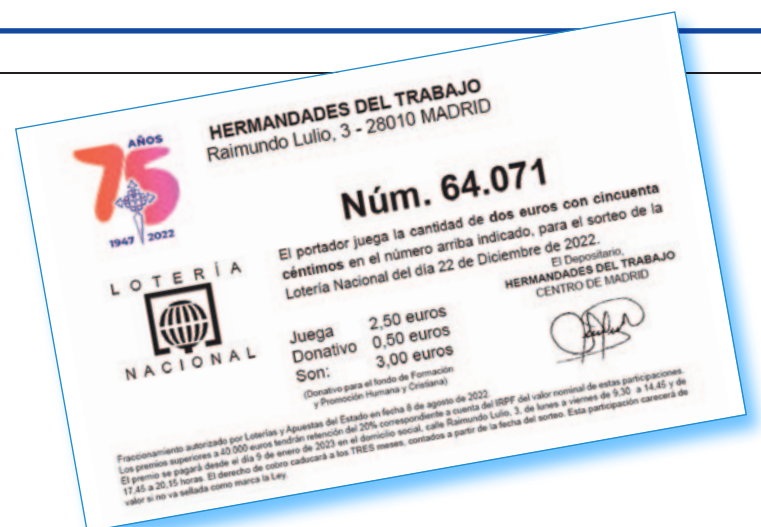 AÑOS
75
1947 2022
HERMANDADES DEL TRABAJO
Raimundo Lulio, 3 - 28010 MADRID
Núm. 64.071
El portador juega la cantidad de dos euros con cincuenta
céntimos en el número arriba indicado, para el sorteo de la
Lotería Nacional del día 22 de Diciembre de 2022.
LOTERÍA
NACIONAL
Juega 2,50 euros
Donativo 0,50 euros
Son: 3,00 euros
(Donativo para el fondo de Formación
y Promoción Humana y Cristiana)
El Depositario,
HERMANDADES DEL TRABAJO
CENTRO DE MADRID
Fraccionamiento autorizado por Loterías y Apuestas del Estado en fecha 8 de agosto de 2022.
Los premios superiores a 40.000 euros tendrán retención del 20% correspondiente a cuenta del IRPF del valor nominal de estas participaciones.
El premio se pagará desde el día 9 de enero de 2023 en el domicilio social, calle Raimundo Lulio, 3, de lunes a viernes de 9,30 a 14,45 y de
17,45 a 20,15 horas. El derecho de cobro caducará a los TRES meses, contados a partir de la fecha del sorteo. Esta participación carecerá de
valor si no va sellada como marca la Ley.